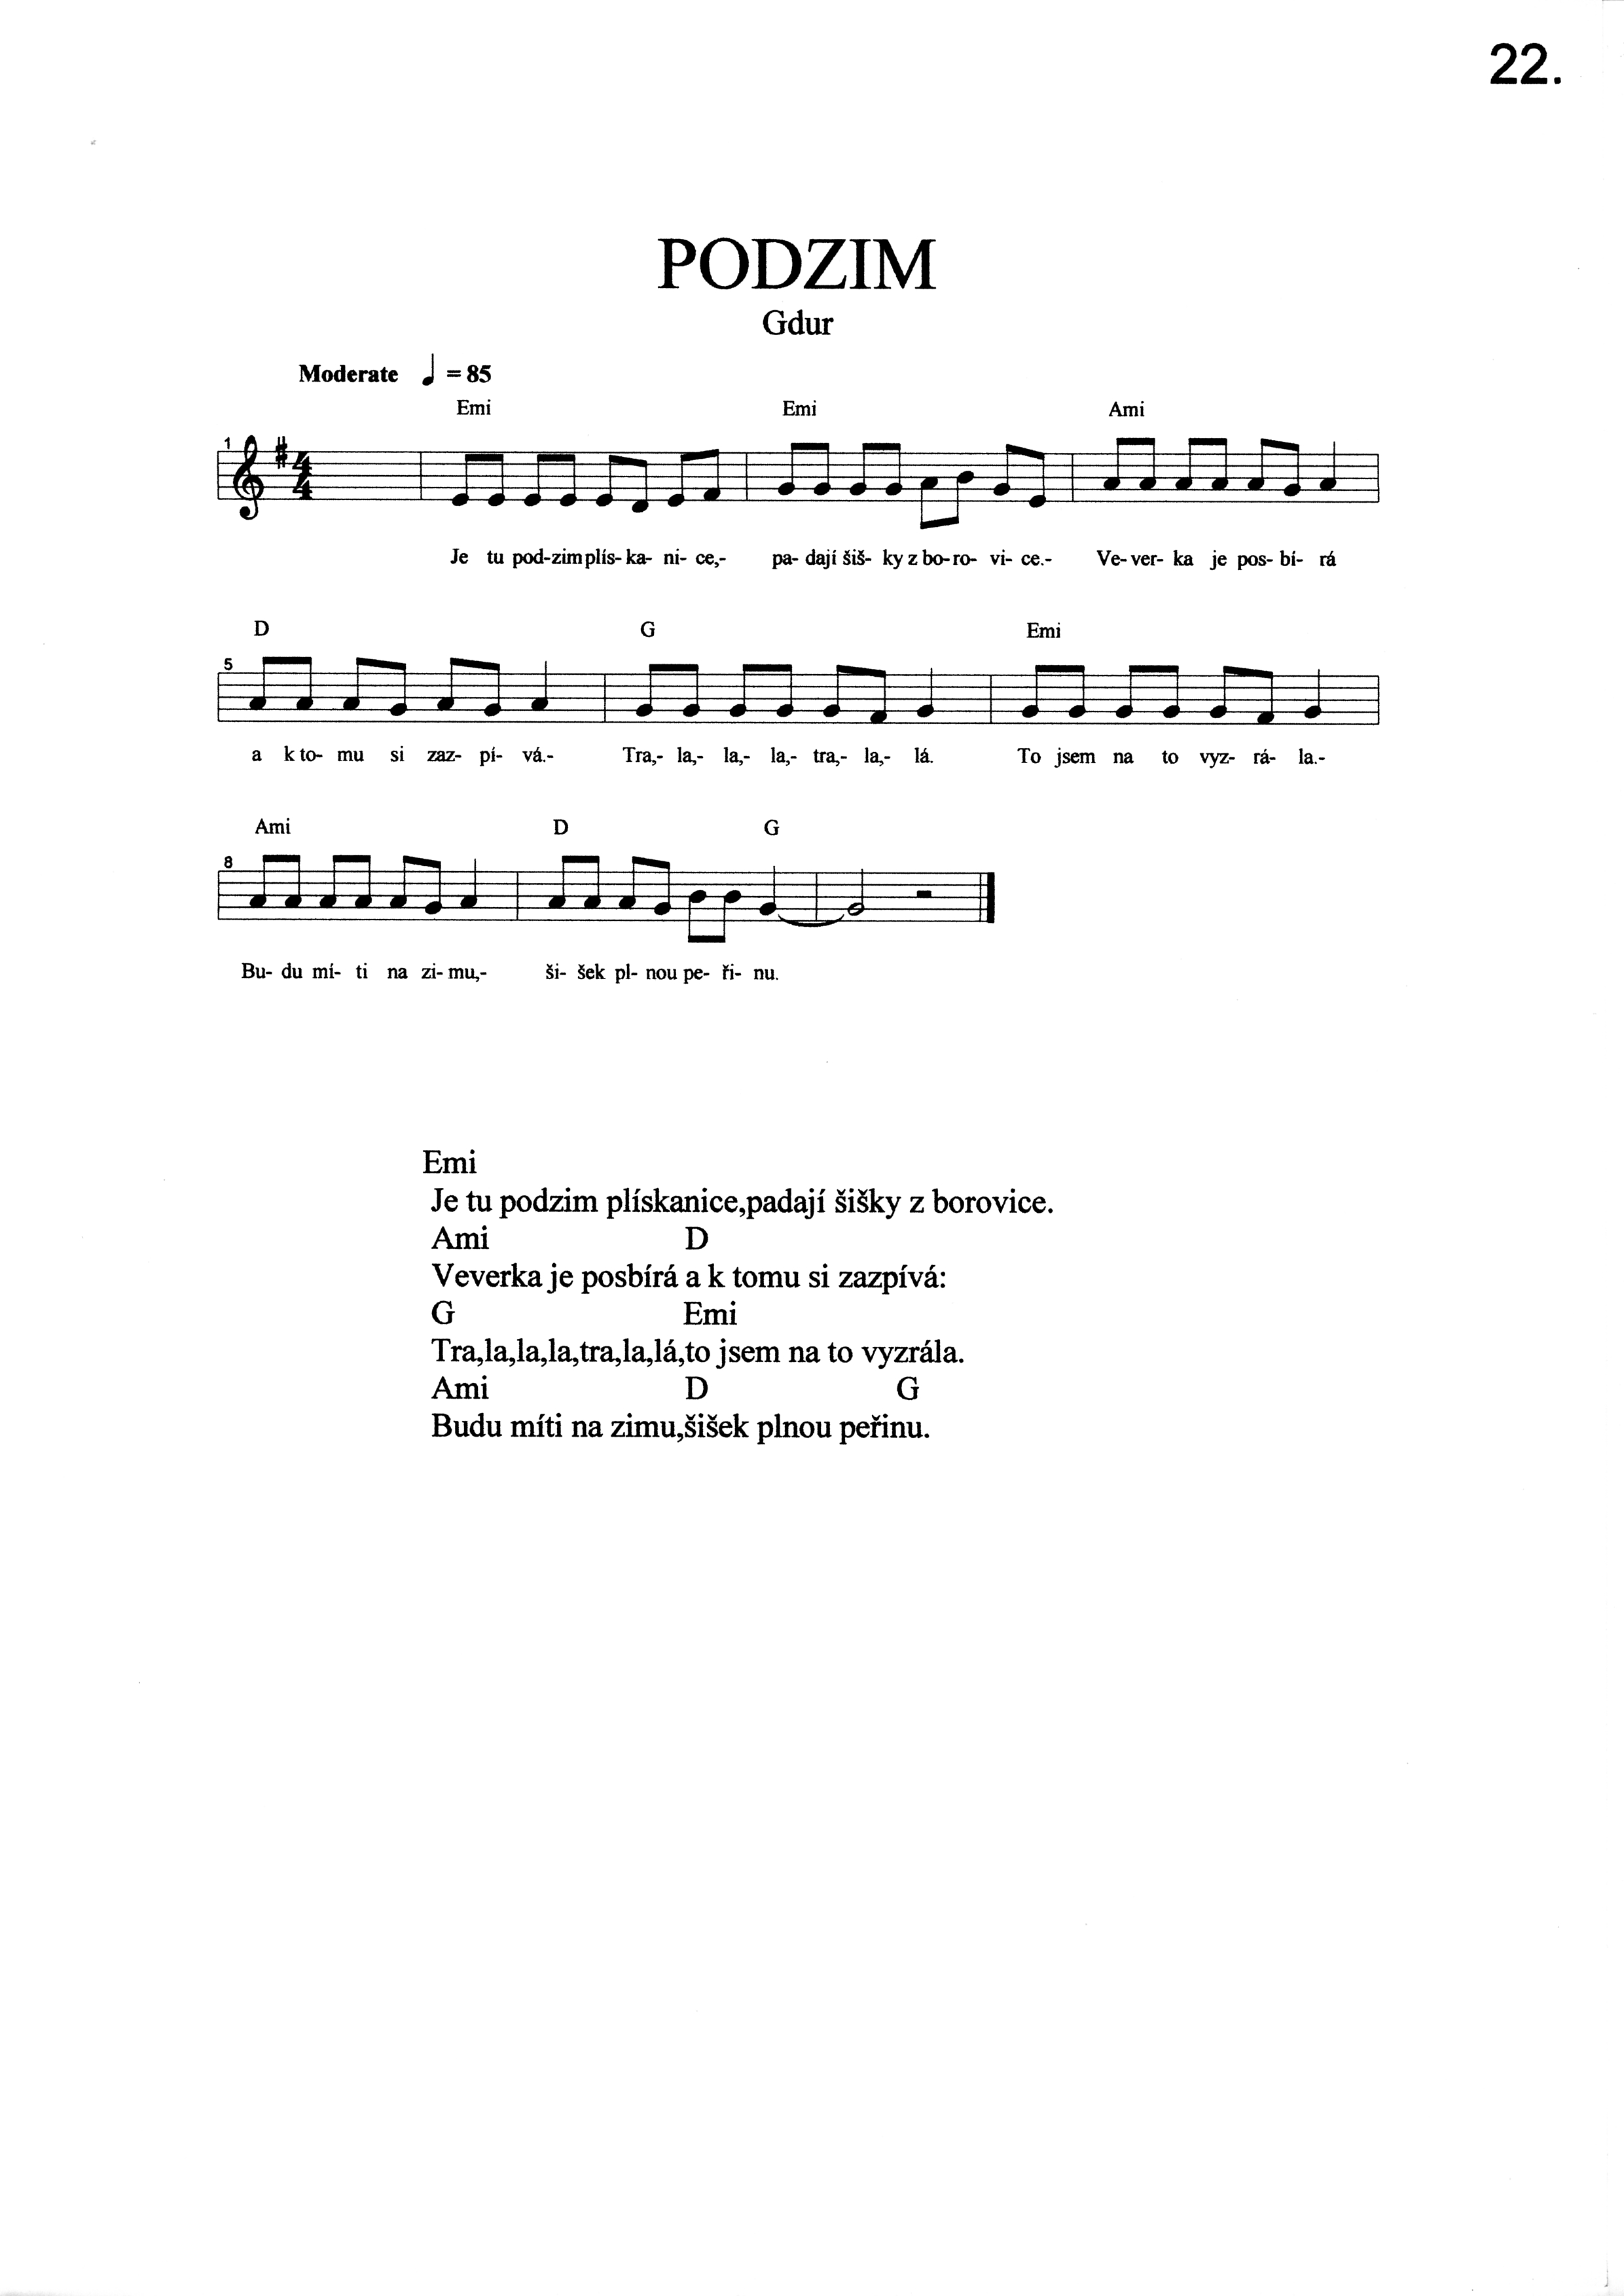 22.
PODZIM
Gdur
Moderate = 85
Emi Emi Ami
1
4
4
Je tu pod-zim plís- ka- ni- ce,- pa- dají šiš- ky z bo- ro- vi- ce.- Ve- ver- ka je pos- bí- rá
D G Emi
5
a k to- mu si zaz- pí- vá.- Tra,- la,- la,- la,- tra,- la,- lá. To jsem na to vyz- rá- la.-
Ami D G
8
Bu- du mí- ti na zi- mu,- ši- šek pl- nou pe- ři- nu.
Emi
Je tu podzim plískanice,padají šišky z borovice.
Ami D
Veverka je posbírá a k tomu si zazpívá:
G Emi
Tra,la,la,la,tra,la,lá,to jsem na to vyzrála.
Ami D G
Budu míti na zimu,šišek plnou peřinu.